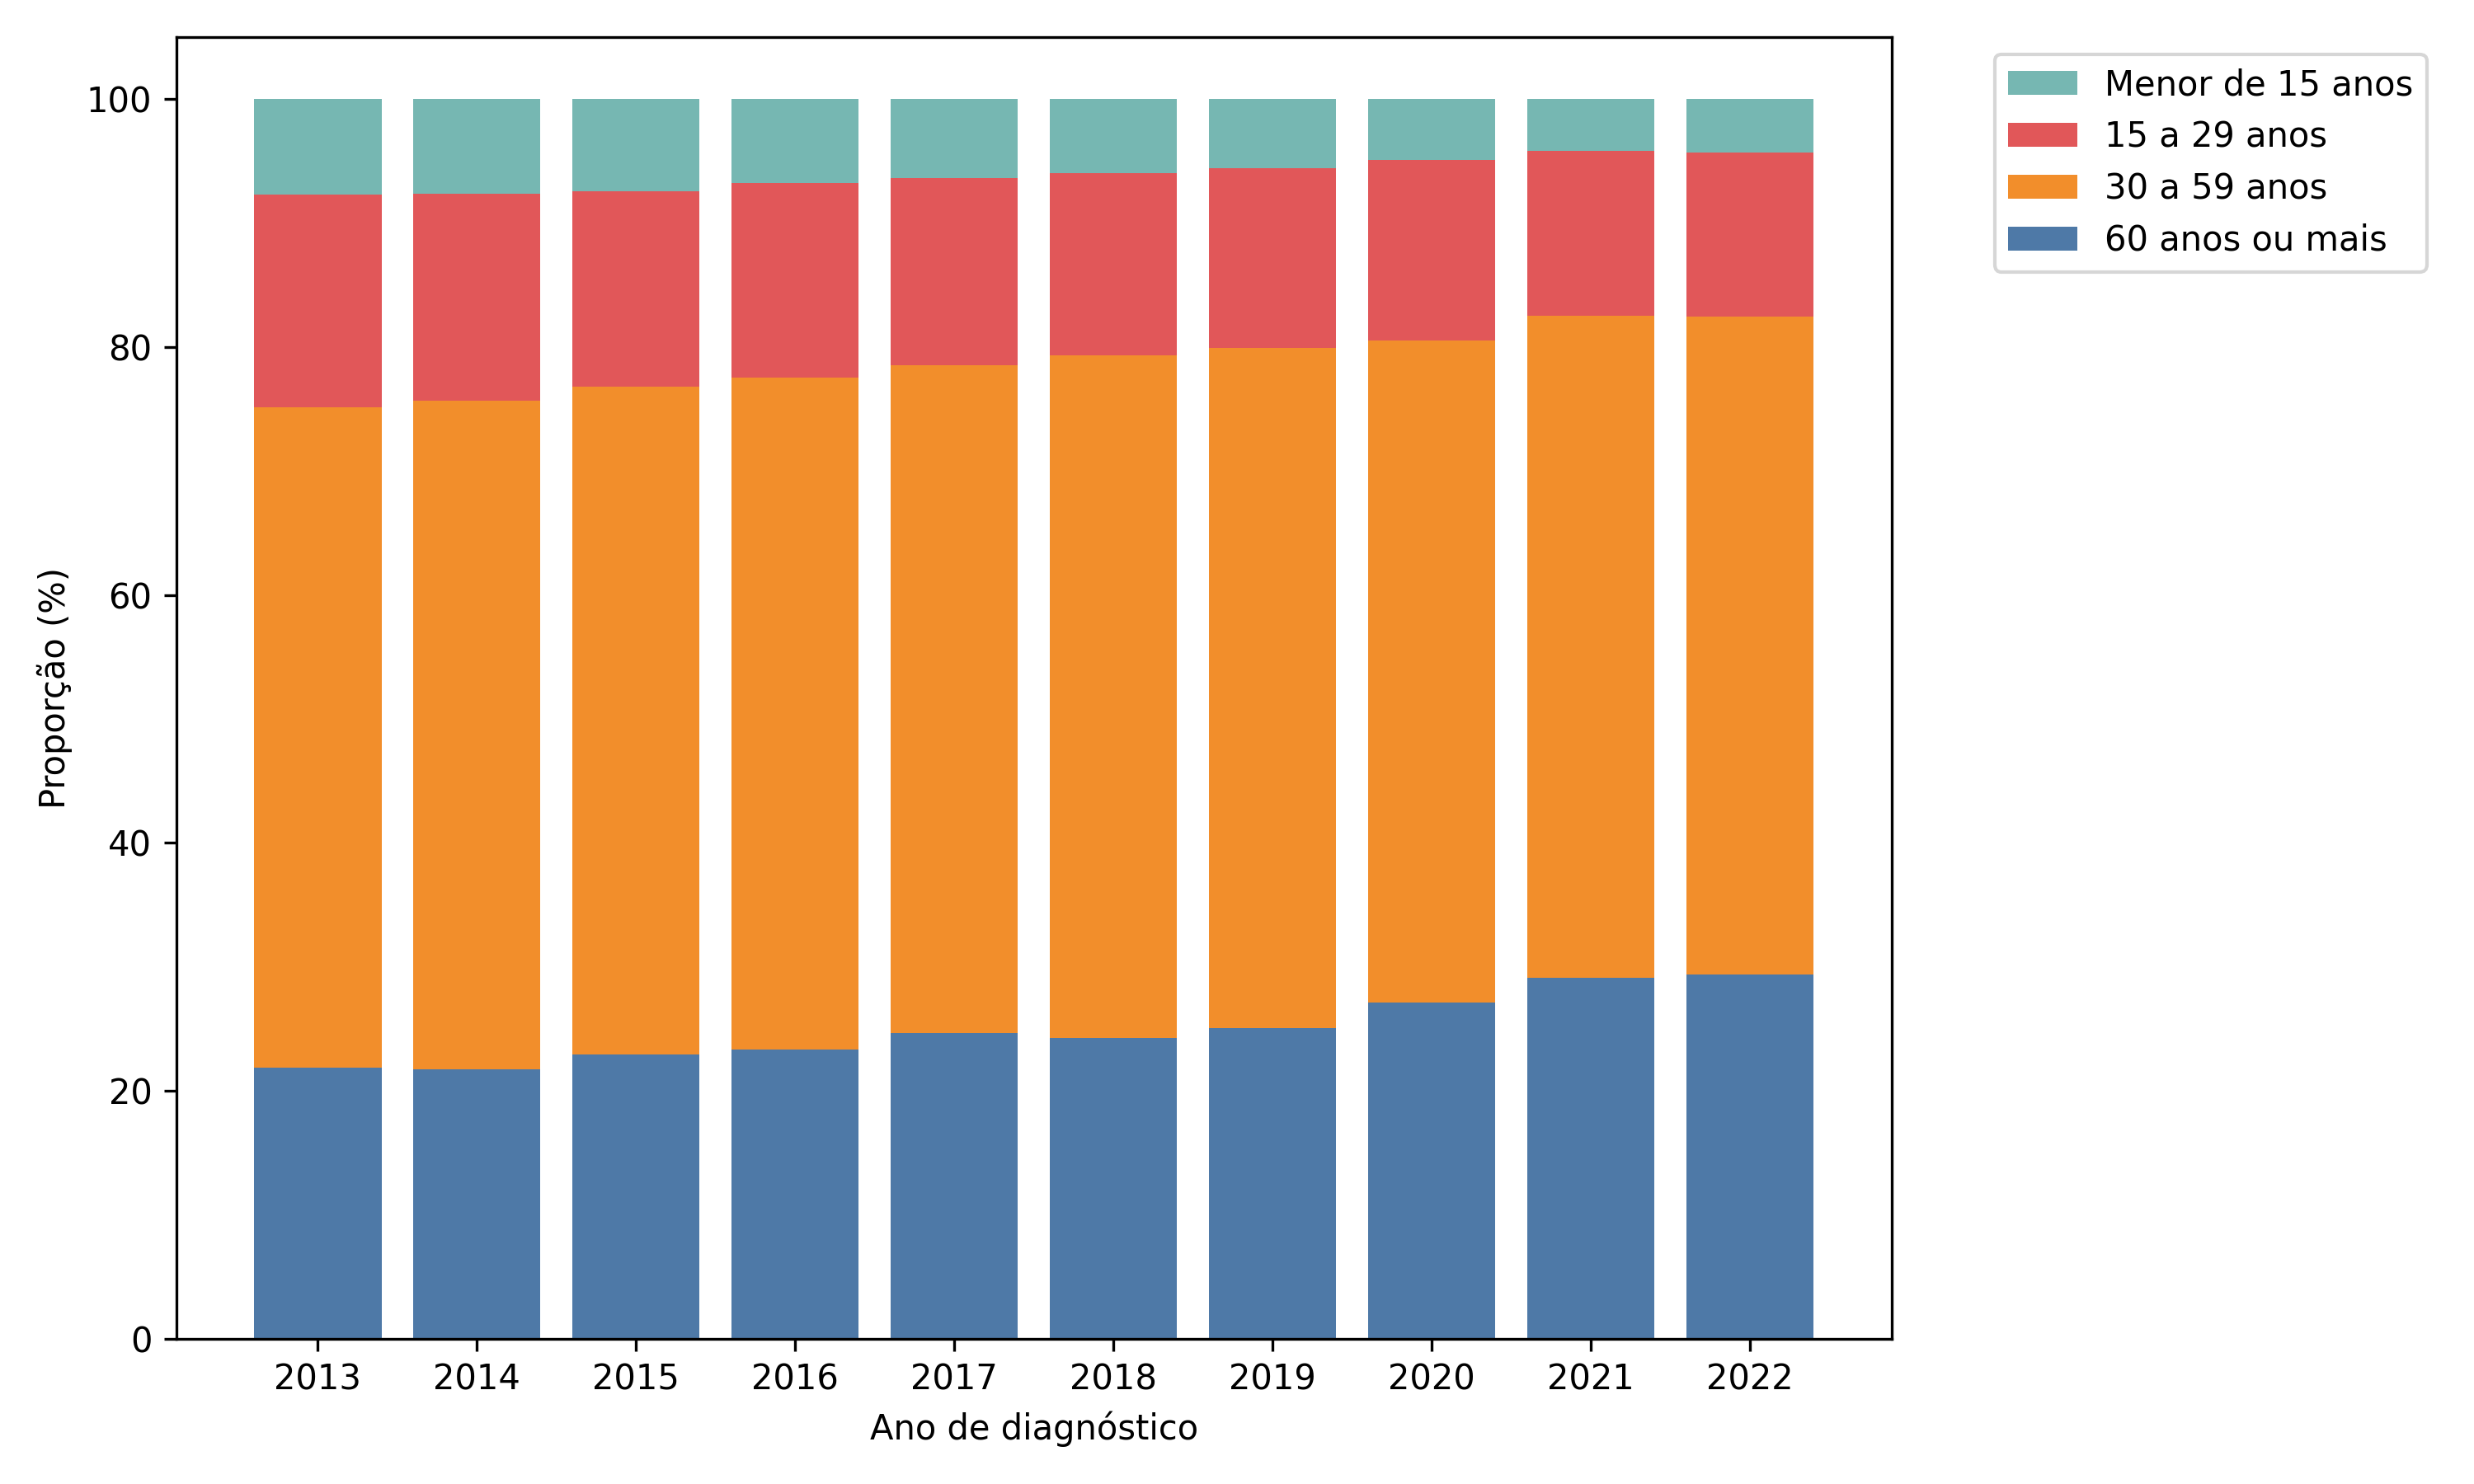 Menor de 15 anos
15 a 29 anos
30 a 59 anos
60 anos ou mais
Proporção (%)
100
80
60
40
20
0
2013 2014 2015 2016 2017 2018 2019 2020 2021 2022
Ano de diagnóstico